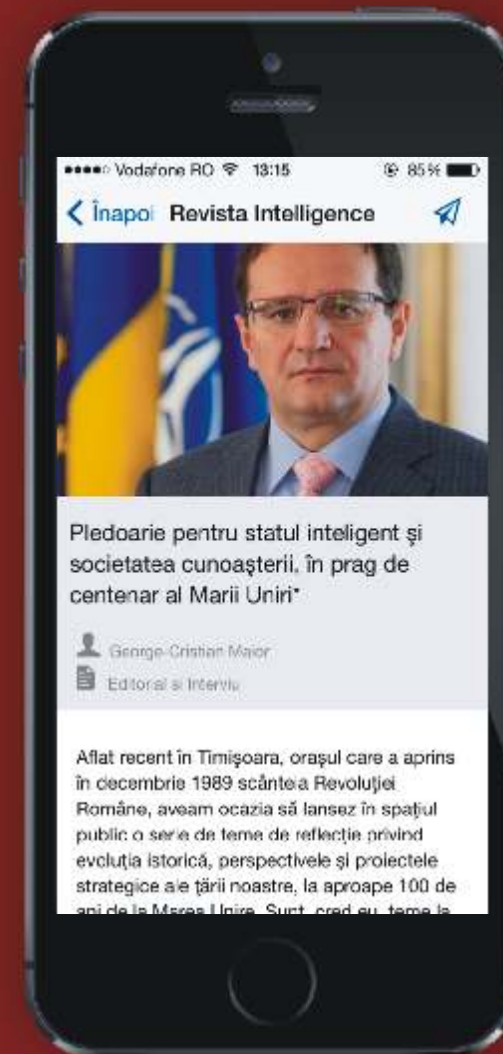 Vodafone RO 13:15 85%
Înapoi Revista Intelligence
Pledoarie pentru statul inteligent şi
societatea cunoaşterii, în prag de
centenar al Marii Uniri*
George-Cristian Maior
Editorial si Interviu
Aflat recent în Timişoara, oraşul care a aprins
în decembrie 1989 scânteia Revoluţiei
Române, aveam ocazia să lansez în spaţiul
public o serie de teme de reflecţie privind
evoluţia istorică, perspectivele şi proiectele
strategice ale ţării noastre, la aproape 100 de
ani de la Marea Unire. Sunt, cred eu, teme la